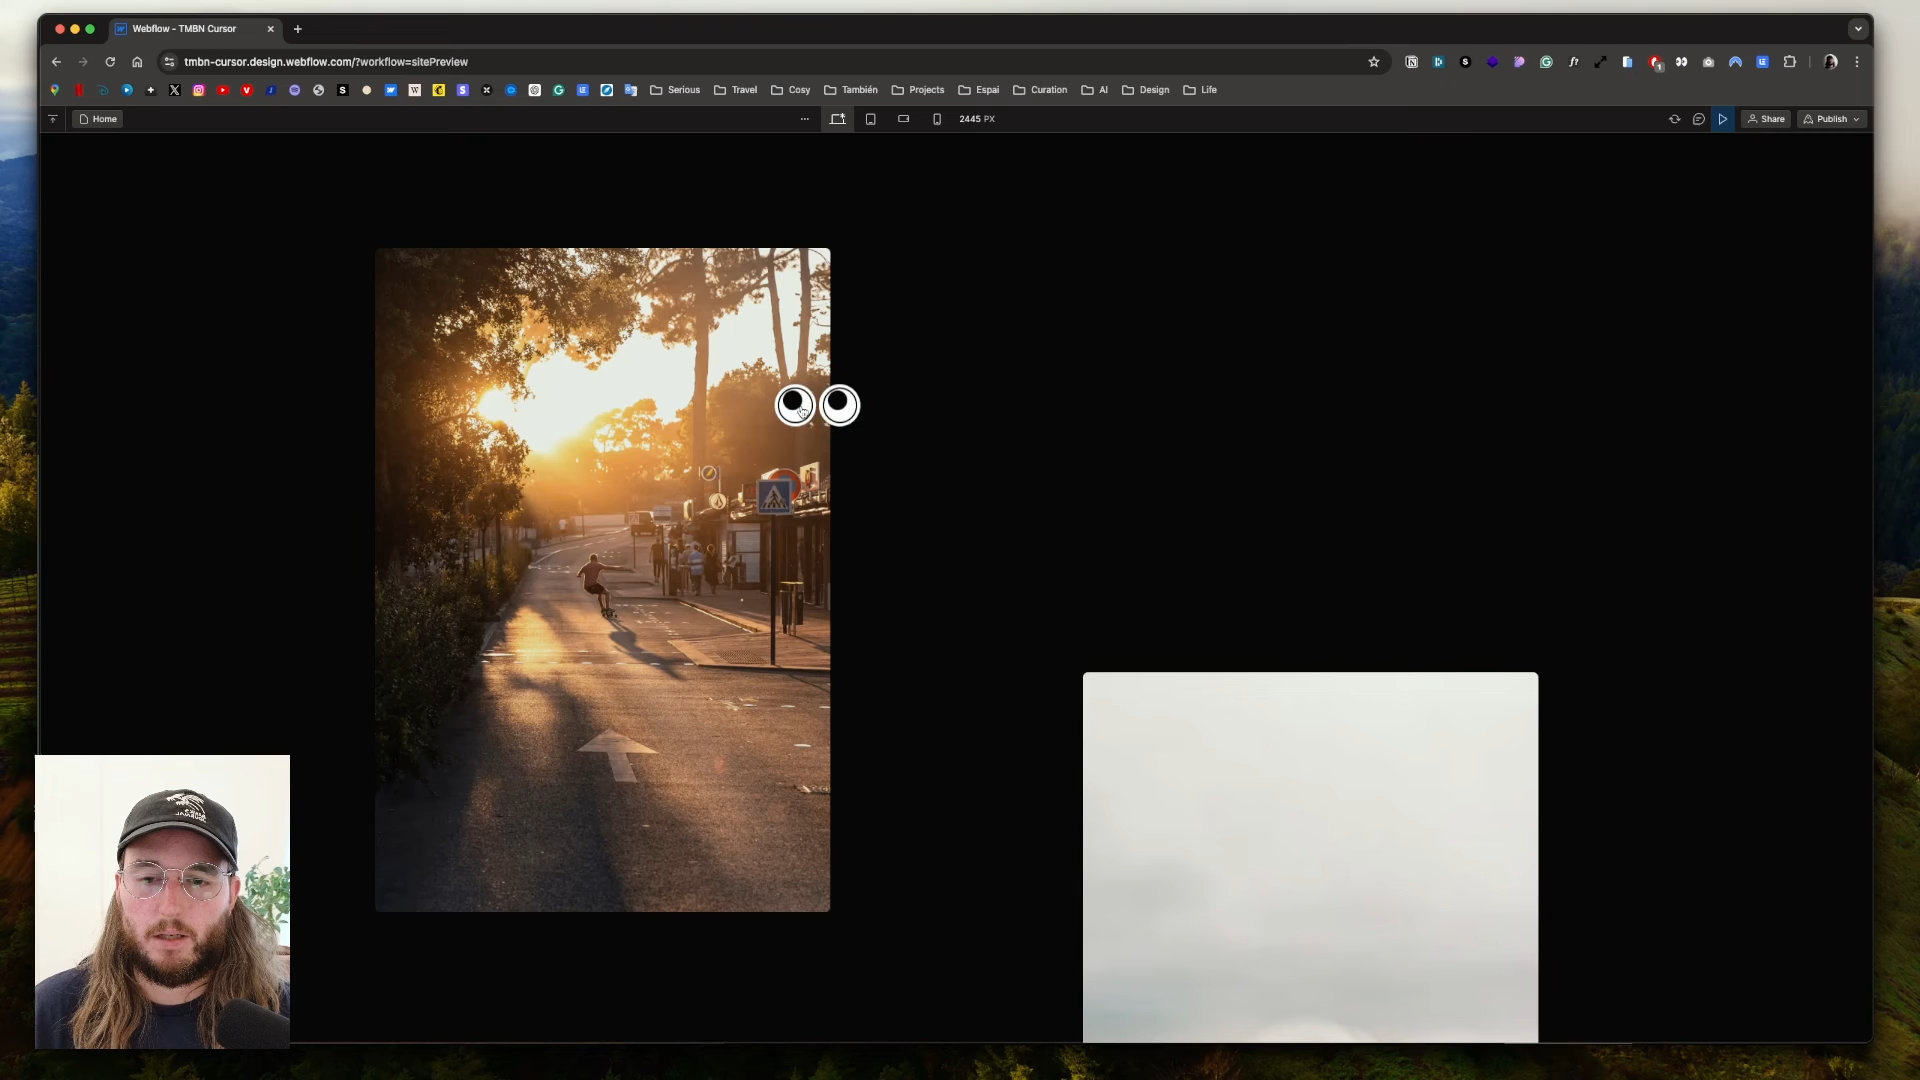 Webflow - TMBN Cursor
tmbn-cursor.design.webflow.com/?workflow=sitePreview
Serious Travel Cosy También Projects Espai Curation AI Design Life
Home 2445 PX Share Publish